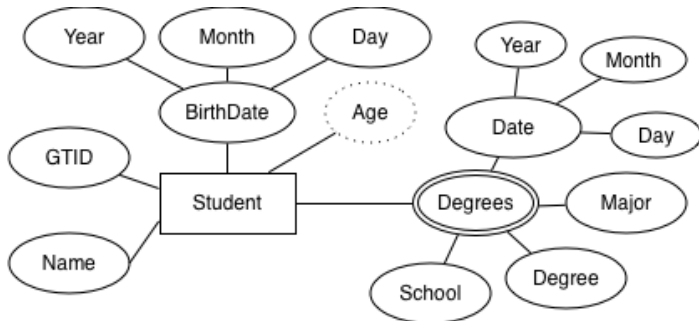 Year
Month
Day
Year
Month
BirthDate
Age
Date
Day
GTID
Student
Degrees
Major
Name
School
Degree